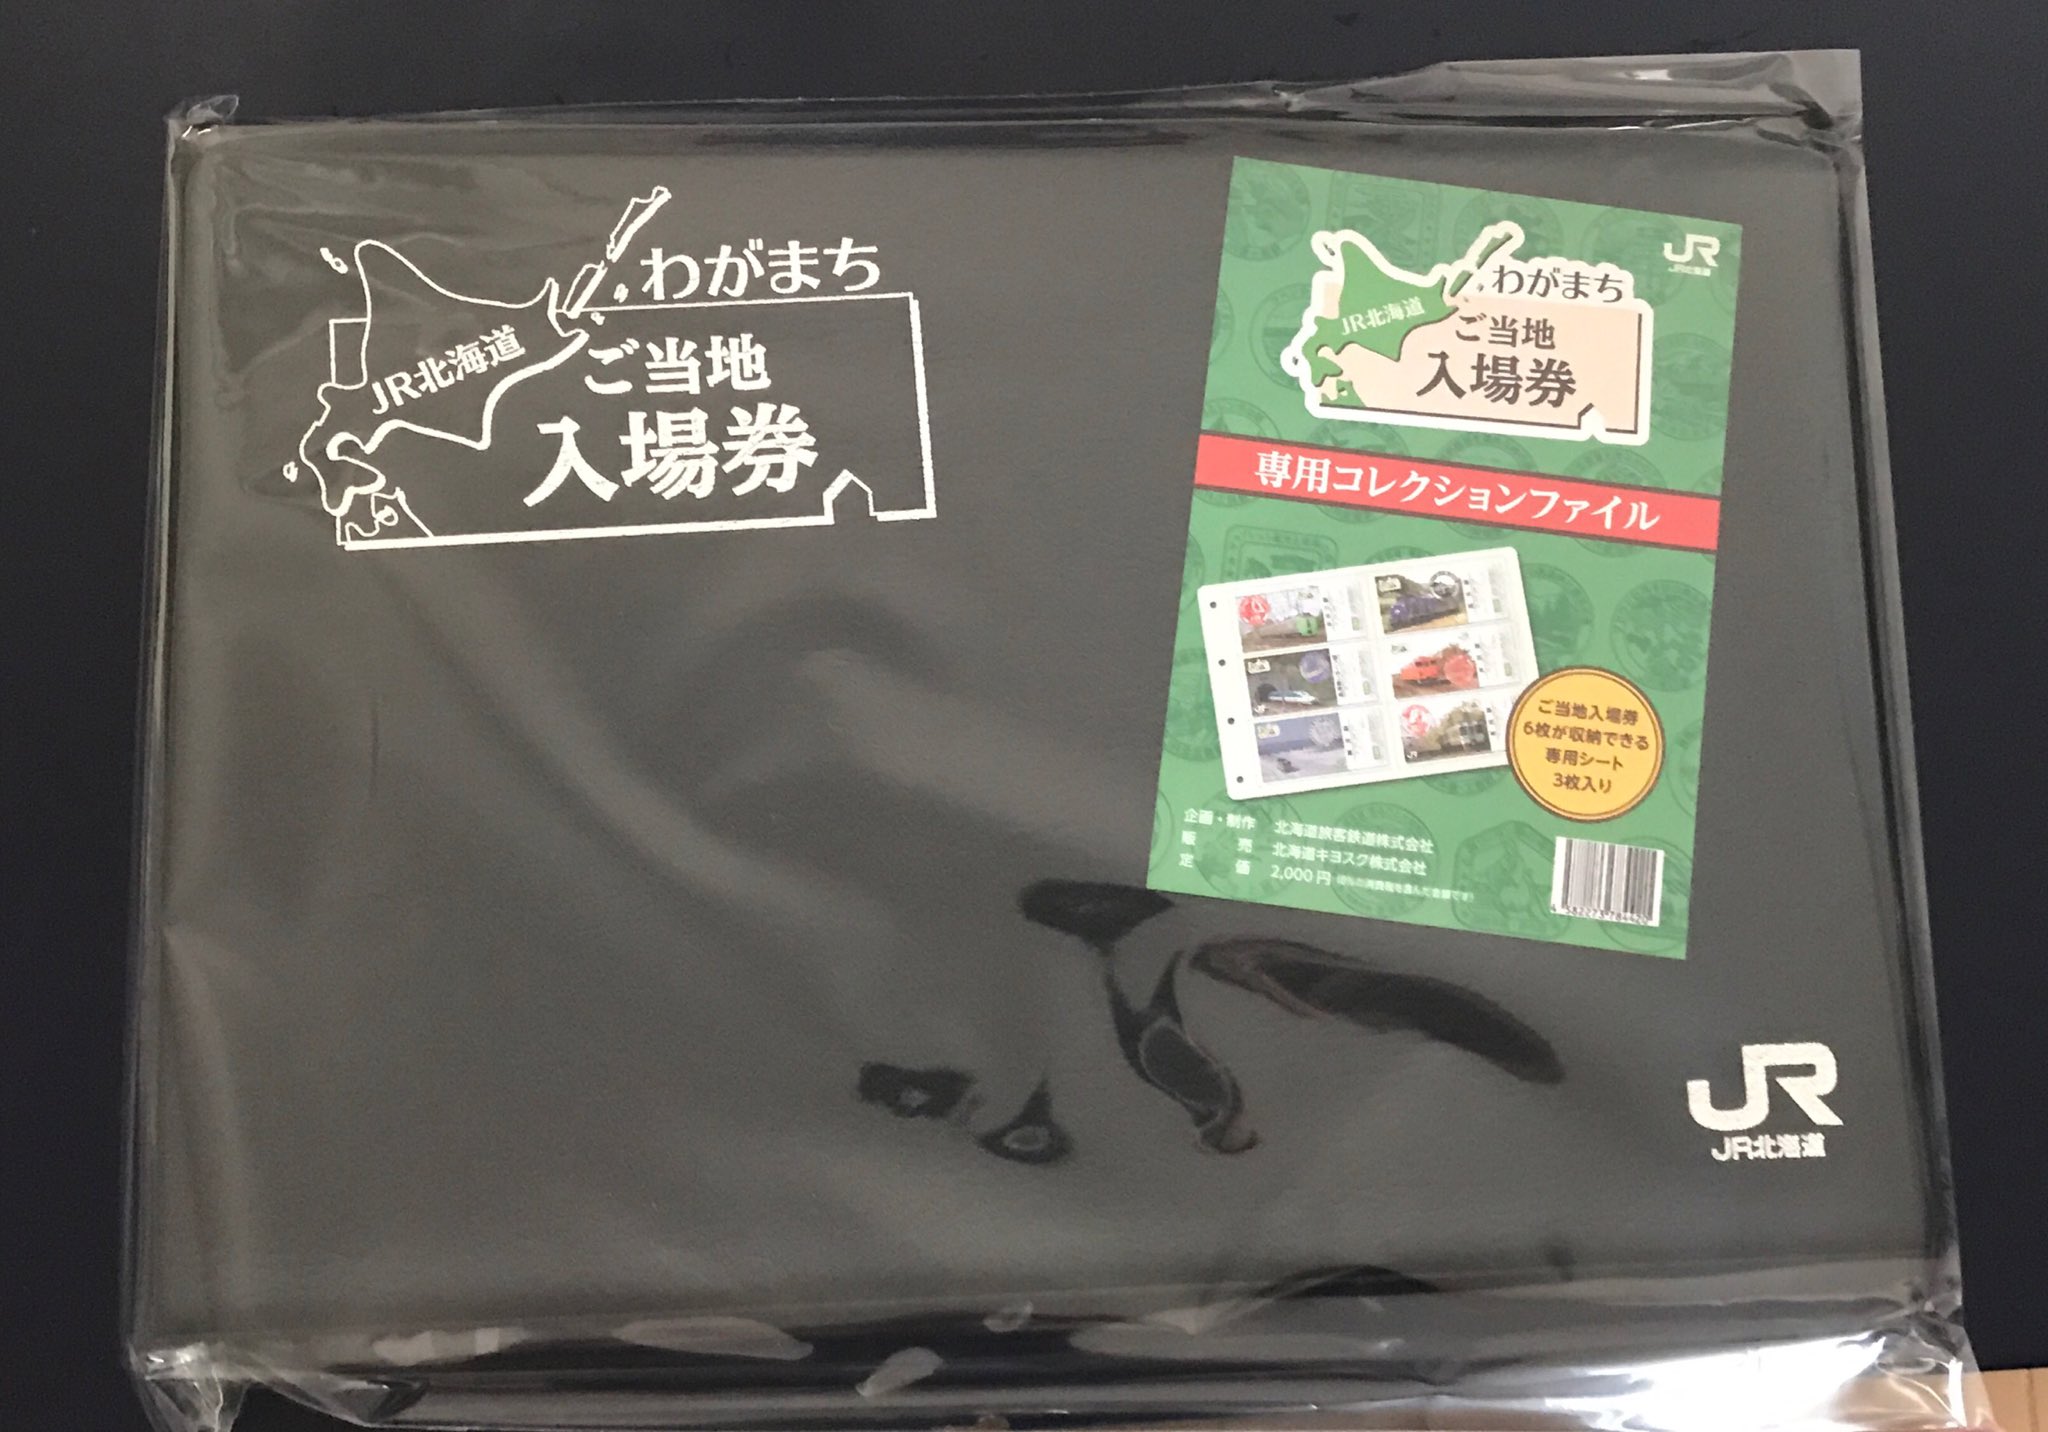 わがまち
JR北海道
ご当地
入場券
JR
JR北海道
わがまち
JR北海道
ご当地
入場券
専用コレクションファイル
ご当地入場券
6枚が収納できる
専用シート
3枚入り
企画・制作 北海道旅客鉄道株式会社
販売 北海道キヨスク株式会社
定価 2,000円
4582273784420
JR
JR北海道